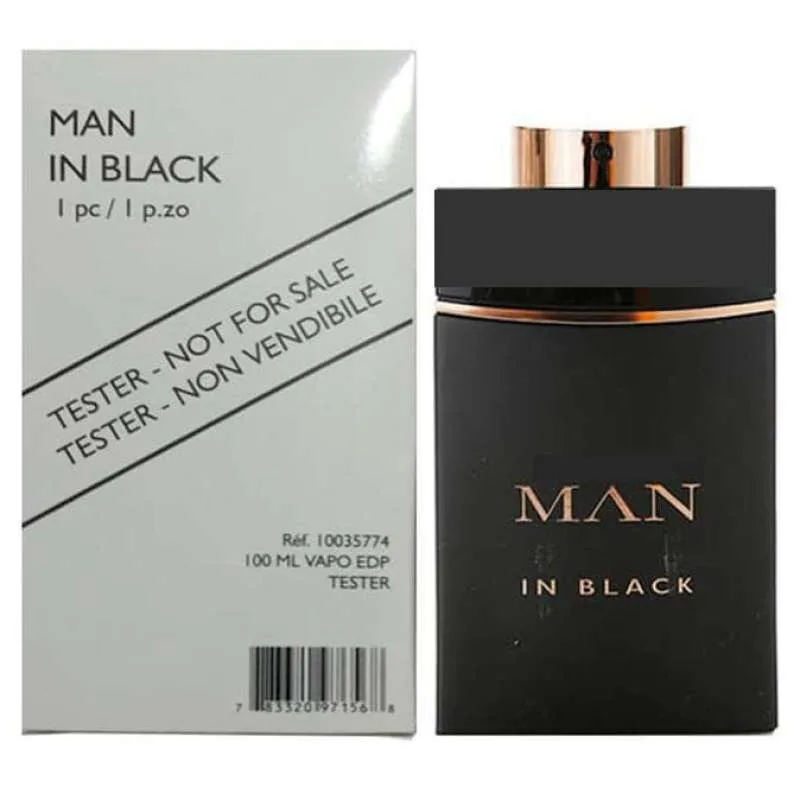 MAN
IN BLACK
1 pc / 1 p.zo
TESTER - NOT FOR SALE
TESTER - NON VENDIBILE
Réf. 10035774
100 ML VAPO EDP
TESTER
7 83320 97156 8
MAN
IN BLACK